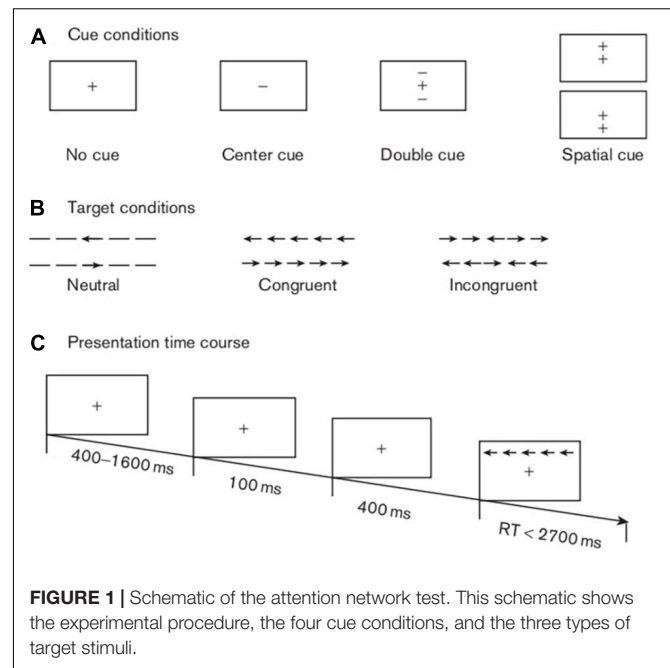 A Cue conditions
No cue
Center cue
Double cue
Spatial cue
B Target conditions
Neutral
Congruent
Incongruent
C Presentation time course
400–1600 ms
100 ms
400 ms
RT < 2700 ms
FIGURE 1 | Schematic of the attention network test. This schematic shows
the experimental procedure, the four cue conditions, and the three types of
target stimuli.